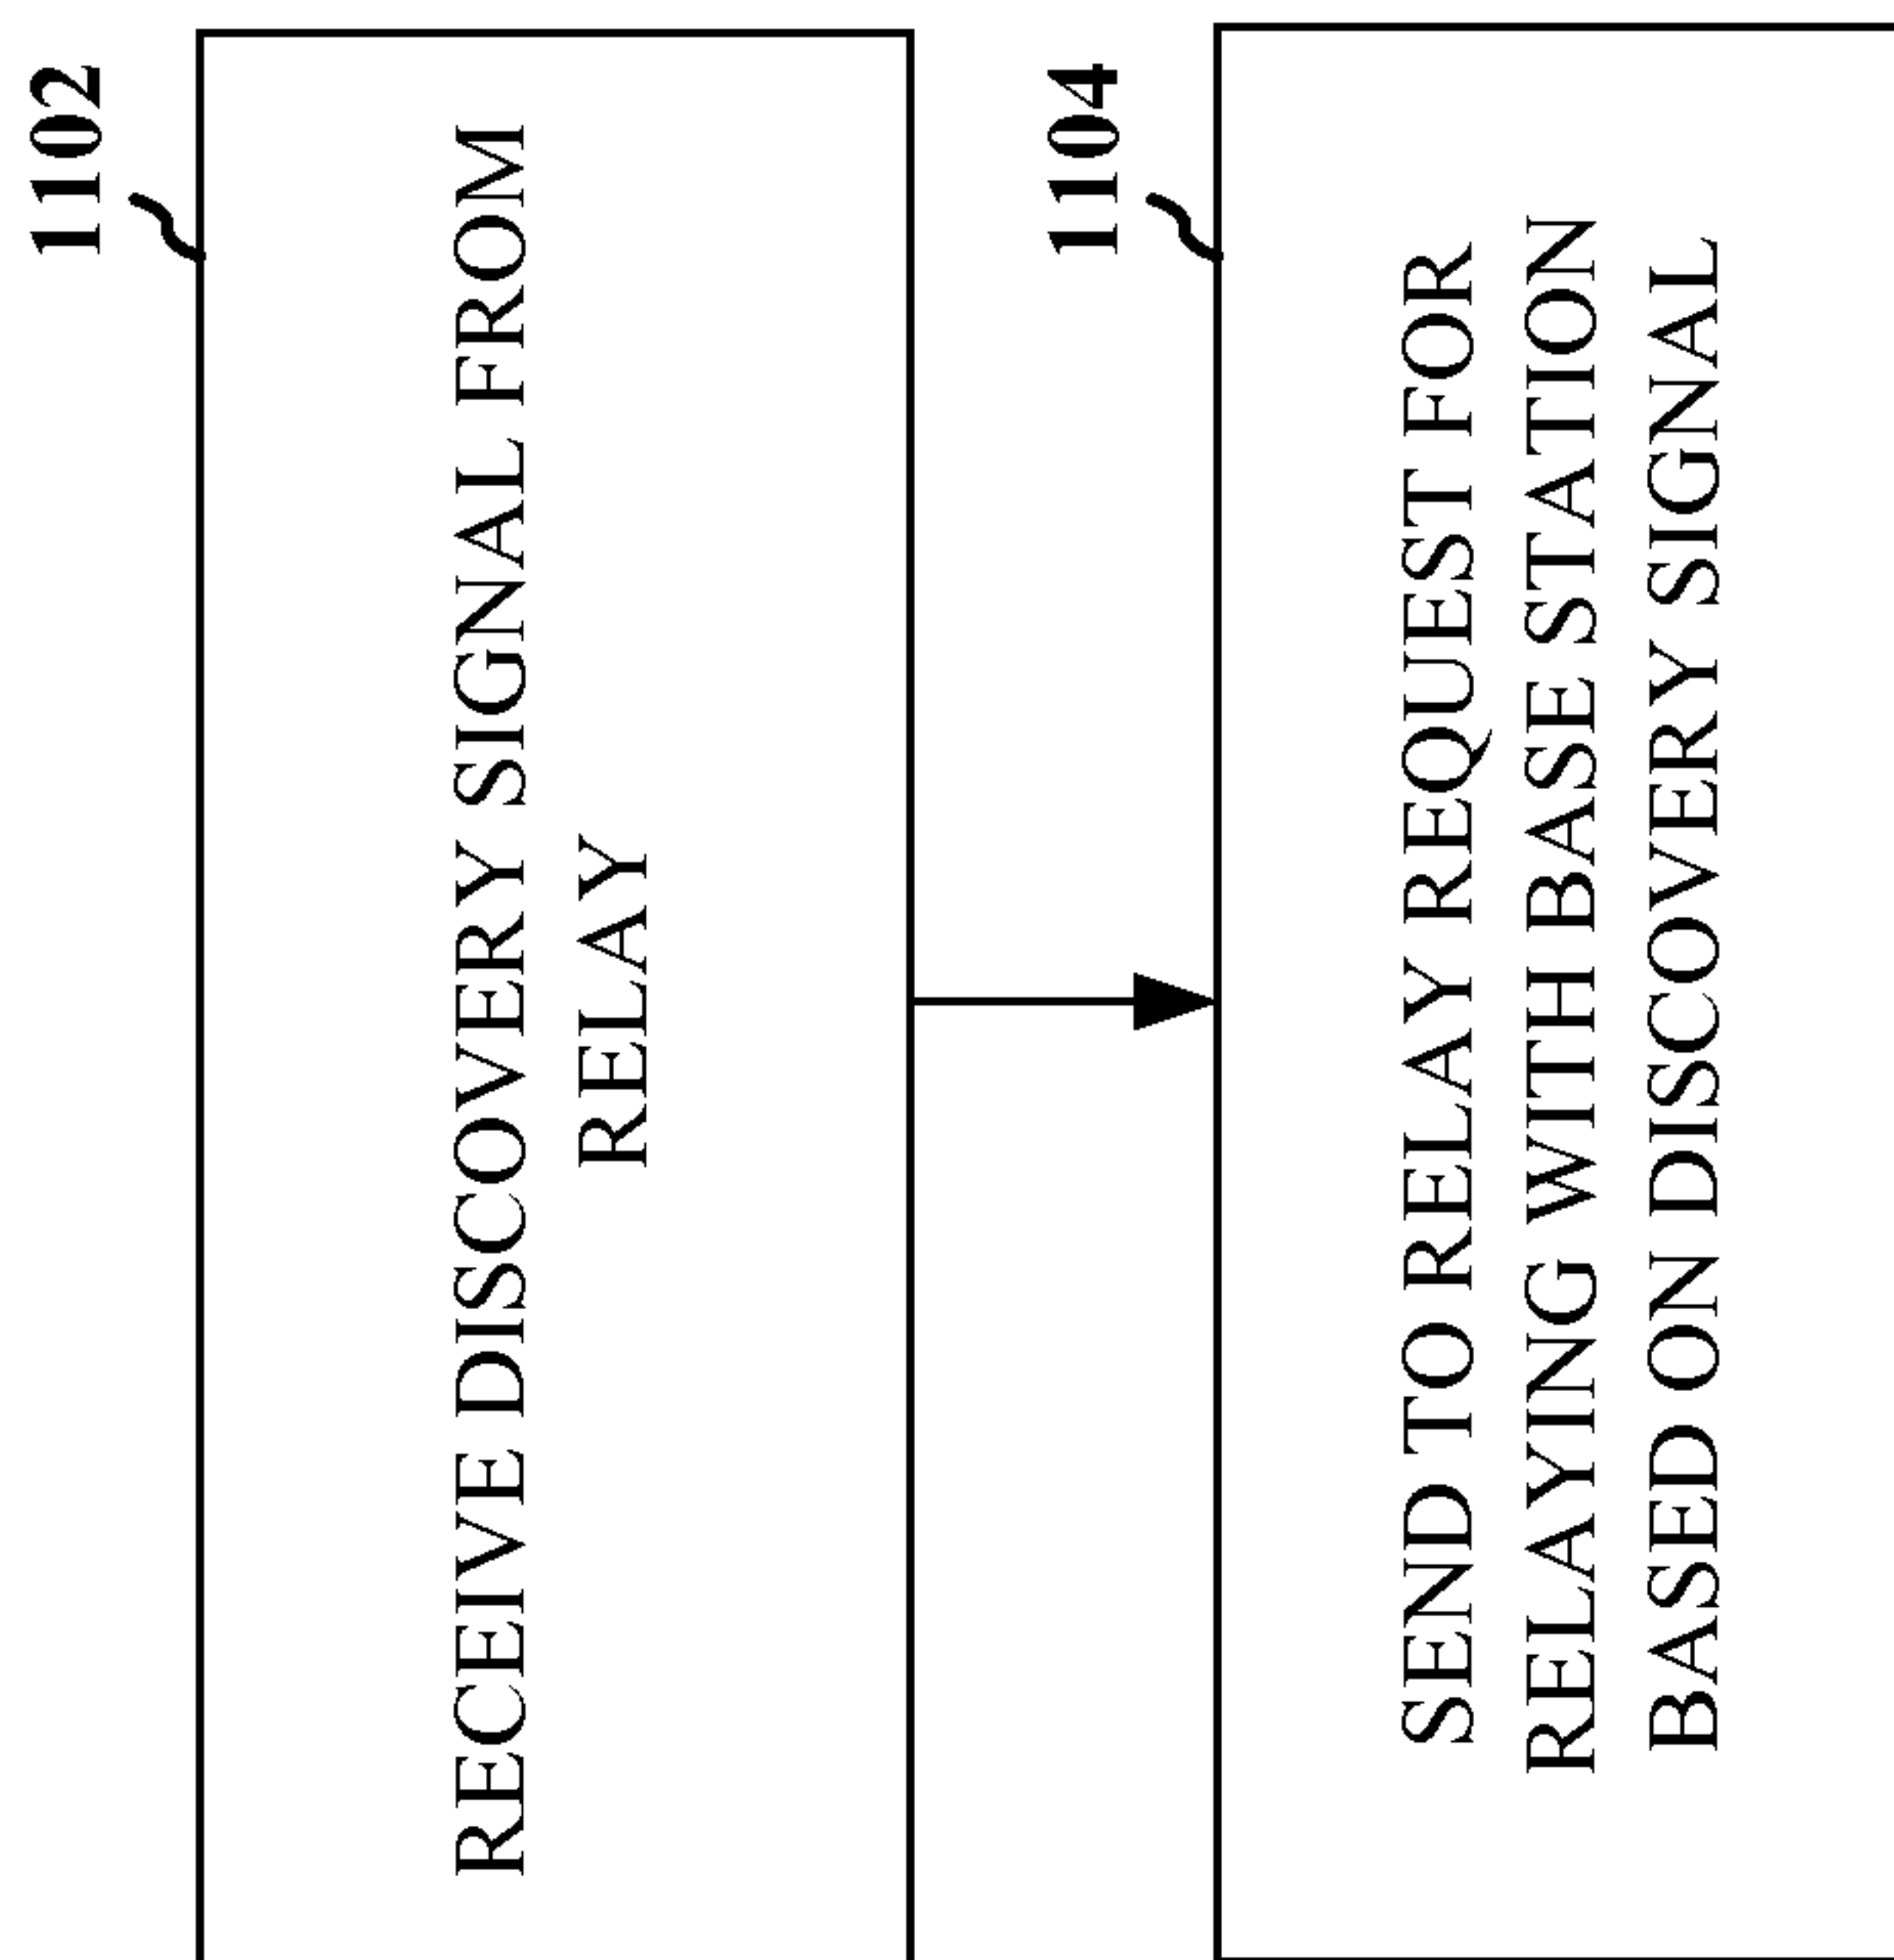 1102
RECEIVE DISCOVERY SIGNAL FROM
RELAY
1104
SEND TO RELAY REQUEST FOR
RELAYING WITH BASE STATION
BASED ON DISCOVERY SIGNAL